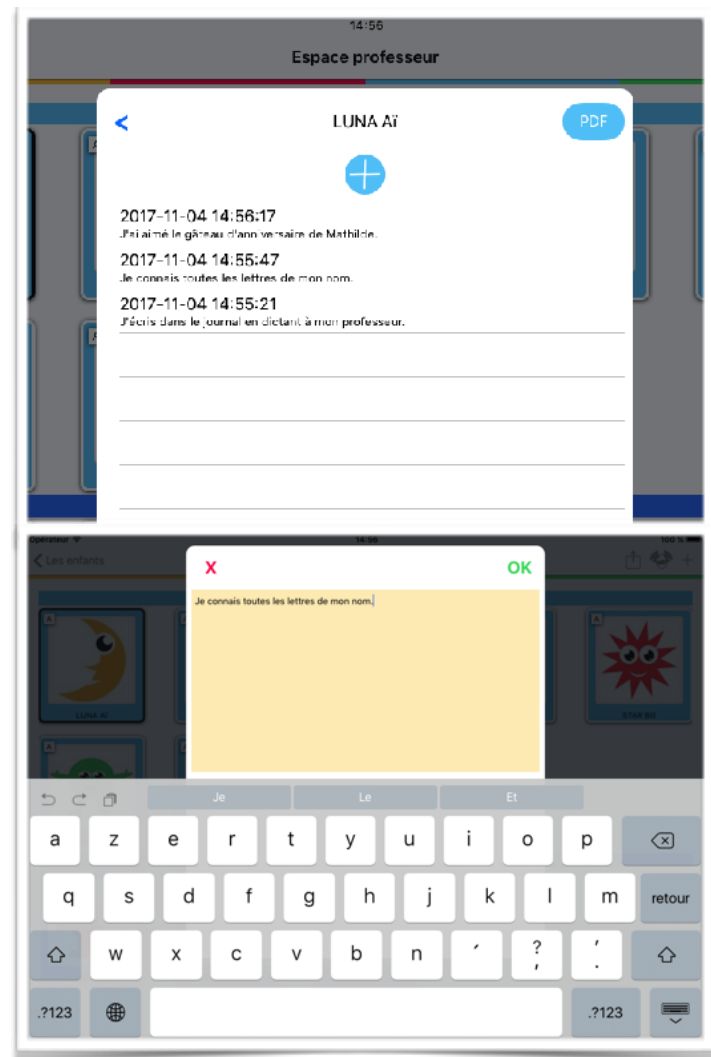 14:56
Espace professeur
<
LUNA Aï
PDF
2017-11-04 14:56:17
J'ai aimé le gâteau d'anniversaire de Mathilde.
2017-11-04 14:55:47
Je connais toutes les lettres de mon nom.
2017-11-04 14:55:21
J'écris dans le journal en dictant à mon professeur.
Opérateur 14:56 100 %
Les enfants
X OK
Je connais toutes les lettres de mon nom.
A A A
LUNA Aï
A
Je Le Et
a z e r t y u i o p
q s d f g h j k l m retour
w x c v b n ´ ? , ' .
.?123 .?123